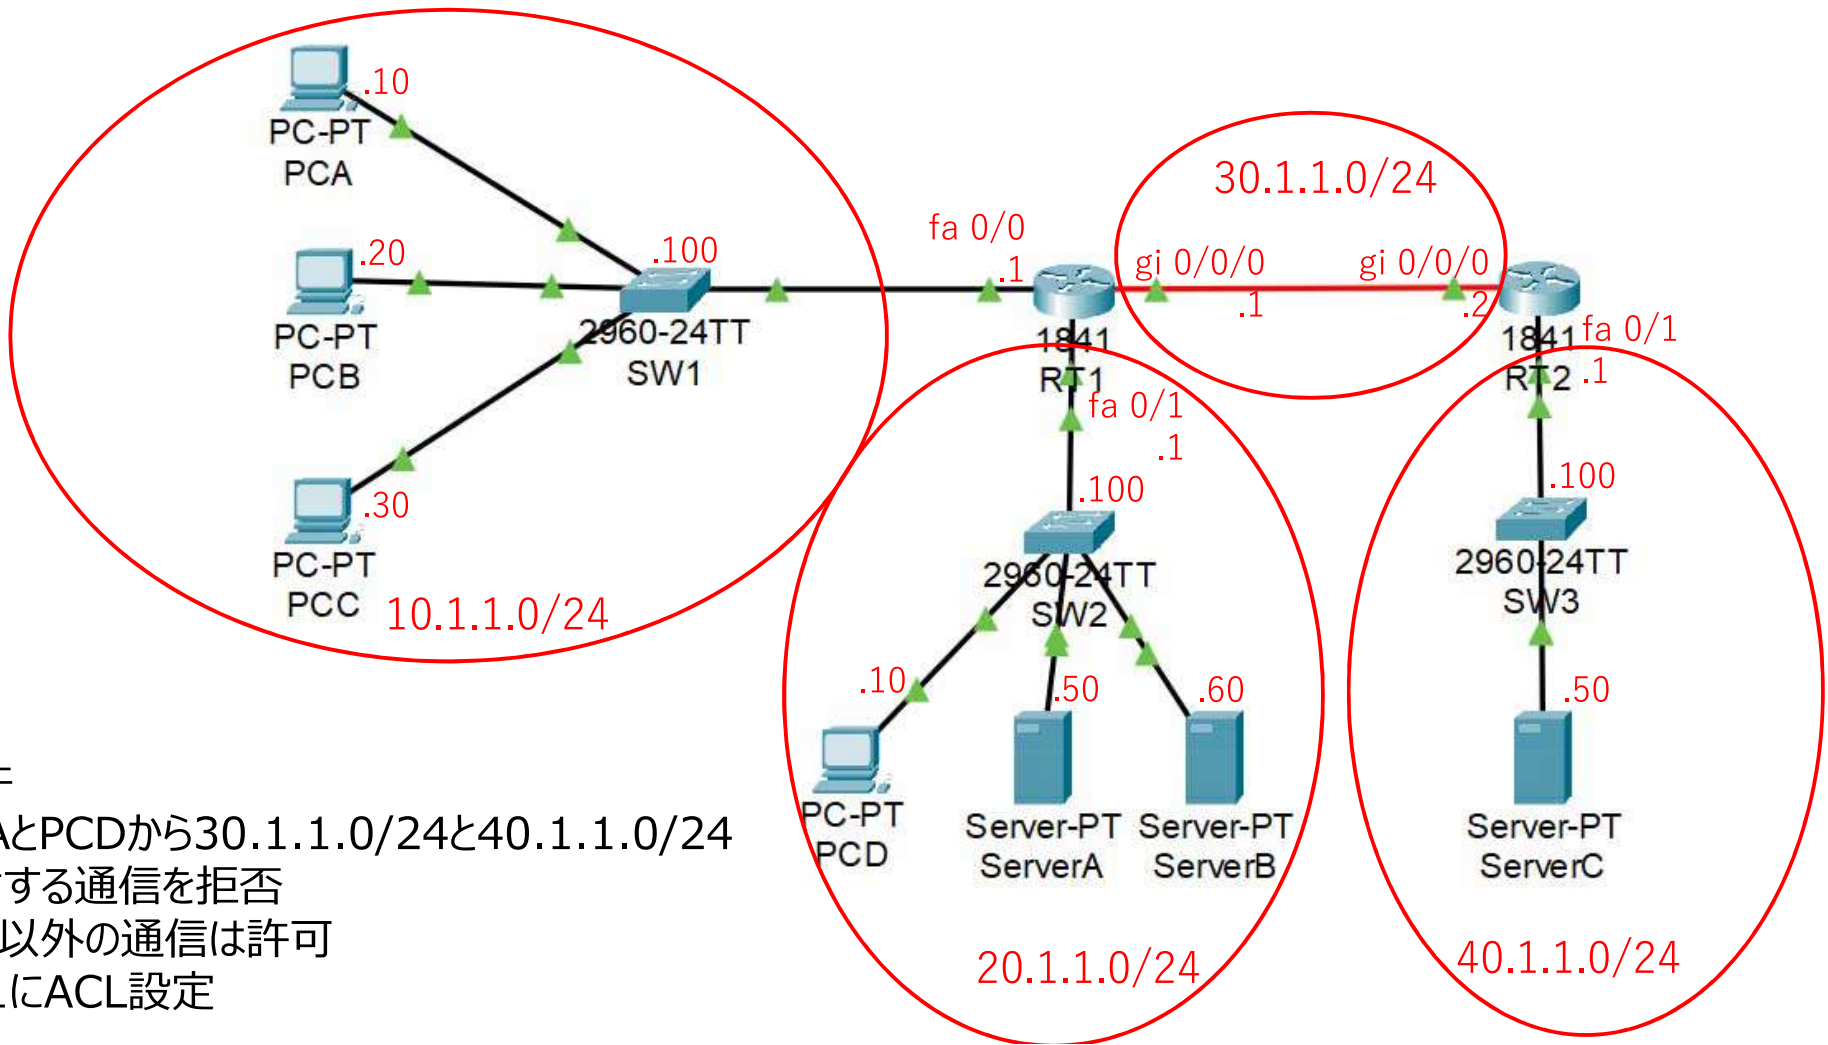 .10
PC-PT
PCA
.20
PC-PT
PCB
.30
PC-PT
PCC
10.1.1.0/24
.100
2960-24TT
SW1
fa 0/0
.1
1841
RT1
gi 0/0/0
.1
30.1.1.0/24
gi 0/0/0
.2
1841
RT2
fa 0/1
.1
fa 0/1
.1
.100
2960-24TT
SW2
.10
PC-PT
PCD
.50
Server-PT
ServerA
.60
Server-PT
ServerB
20.1.1.0/24
.100
2960-24TT
SW3
.50
Server-PT
ServerC
40.1.1.0/24
AとPCDから30.1.1.0/24と40.1.1.0/24
する通信を拒否
以外の通信は許可
にACL設定